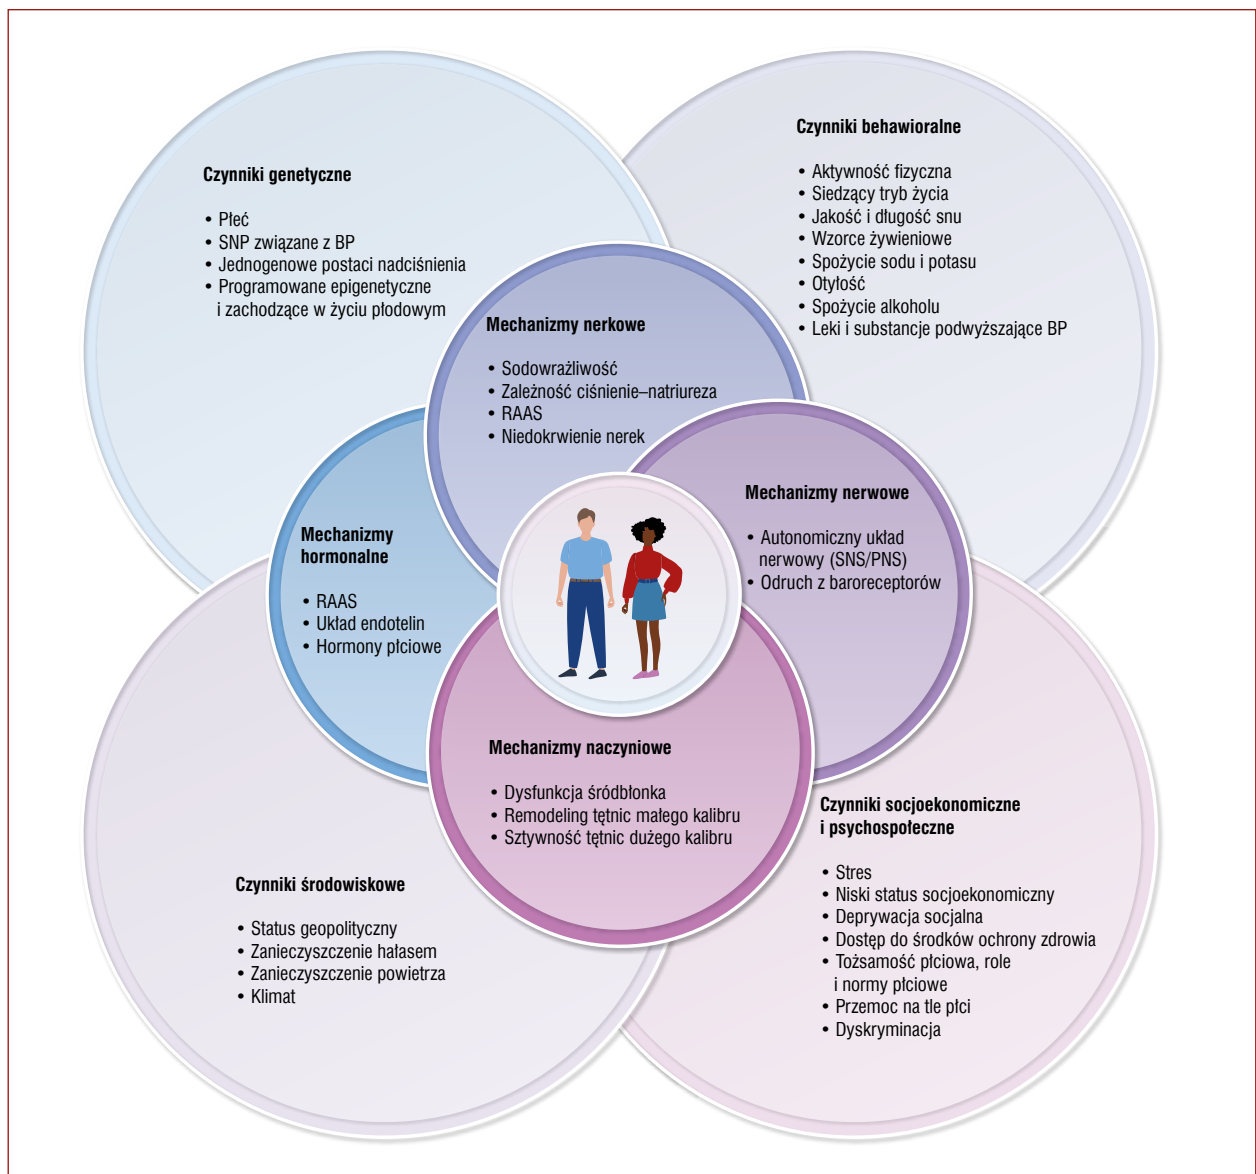 Czynniki genetyczne
• Płeć
• SNP związane z BP
• Jednogenowe postaci nadciśnienia
• Programowane epigenetyczne
i zachodzące w życiu płodowym
Czynniki behawioralne
• Aktywność fizyczna
• Siedzący tryb życia
• Jakość i długość snu
• Wzorce żywieniowe
• Spożycie sodu i potasu
• Otyłość
• Spożycie alkoholu
• Leki i substancje podwyższające BP
Mechanizmy nerkowe
• Sodowrażliwość
• Zależność ciśnienie–natriureza
• RAAS
• Niedokrwienie nerek
Mechanizmy
hormonalne
• RAAS
• Układ endotelin
• Hormony płciowe
Mechanizmy nerwowe
• Autonomiczny układ
nerwowy (SNS/PNS)
• Odruch z baroreceptorów
Mechanizmy naczyniowe
• Dysfunkcja śródbłonka
• Remodeling tętnic małego kalibru
• Sztywność tętnic dużego kalibru
Czynniki środowiskowe
• Status geopolityczny
• Zanieczyszczenie hałasem
• Zanieczyszczenie powietrza
• Klimat
Czynniki socjoekonomiczne
i psychospołeczne
• Stres
• Niski status socjoekonomiczny
• Deprywacja socjalna
• Dostęp do środków ochrony zdrowia
• Tożsamość płciowa, role
i normy płciowe
• Przemoc na tle płci
• Dyskryminacja